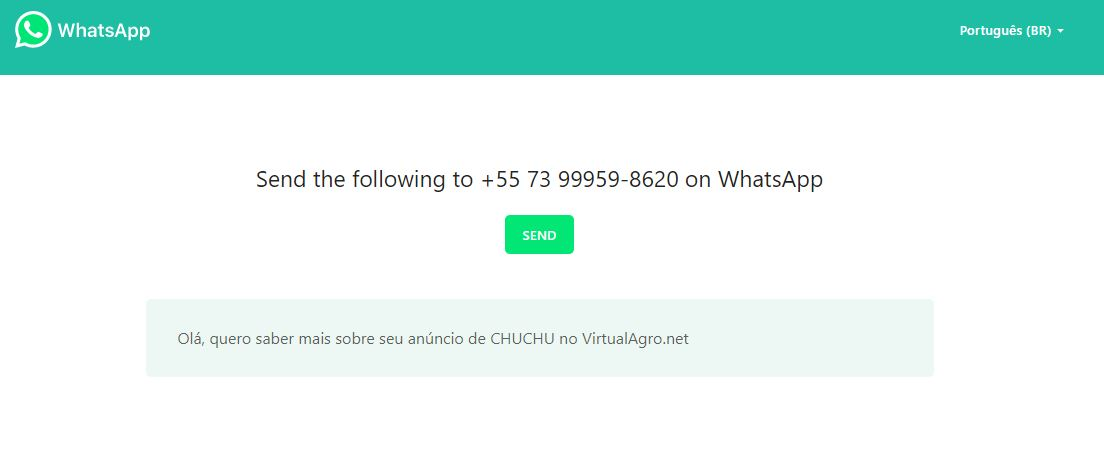 WhatsApp
Português (BR)
Send the following to +55 73 99959-8620 on WhatsApp
SEND
Olá, quero saber mais sobre seu anúncio de CHUCHU no VirtualAgro.net